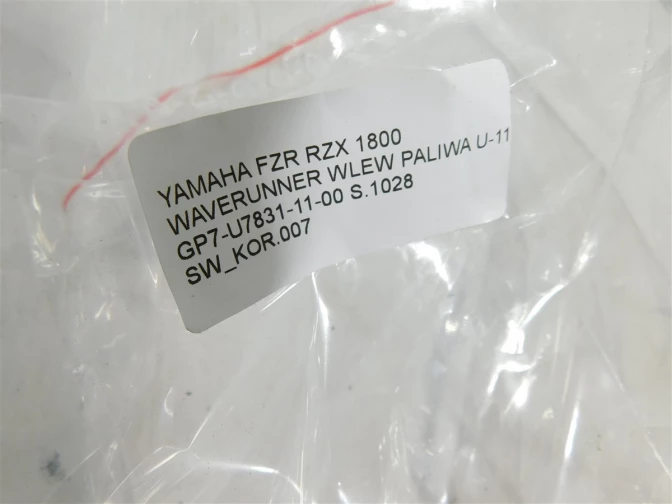 YAMAHA FZR RZX 1800
WAVERUNNER WLEW PALIWA U-11
GP7-U7831-11-00 S.1028
SW_KOR.007